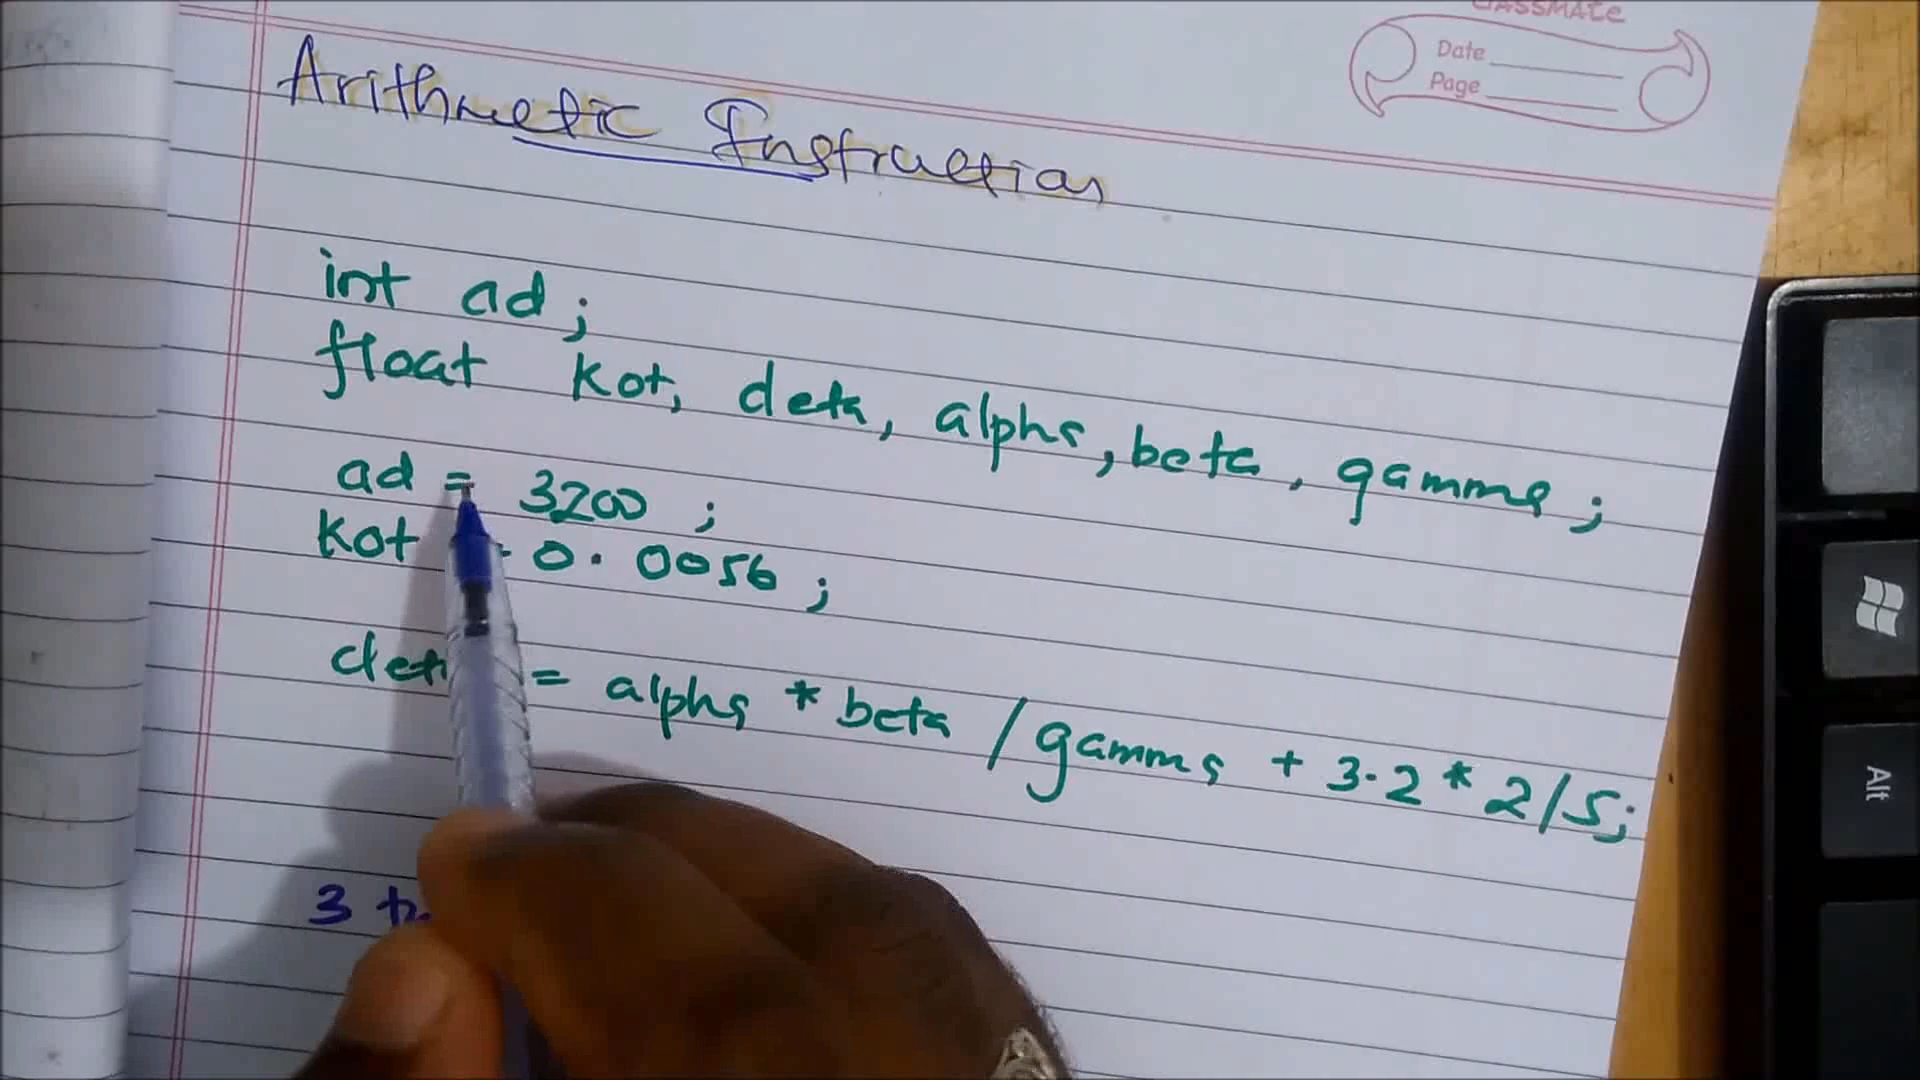 classmate
Date
Page
Arithmetic Instruction
int ad;
float kot, deta, alpha, beta, gamma;
ad = 3200 ;
kot = 0.0056 ;
deta = alpha * beta / gamma + 3.2 * 2/5;
3
Alt